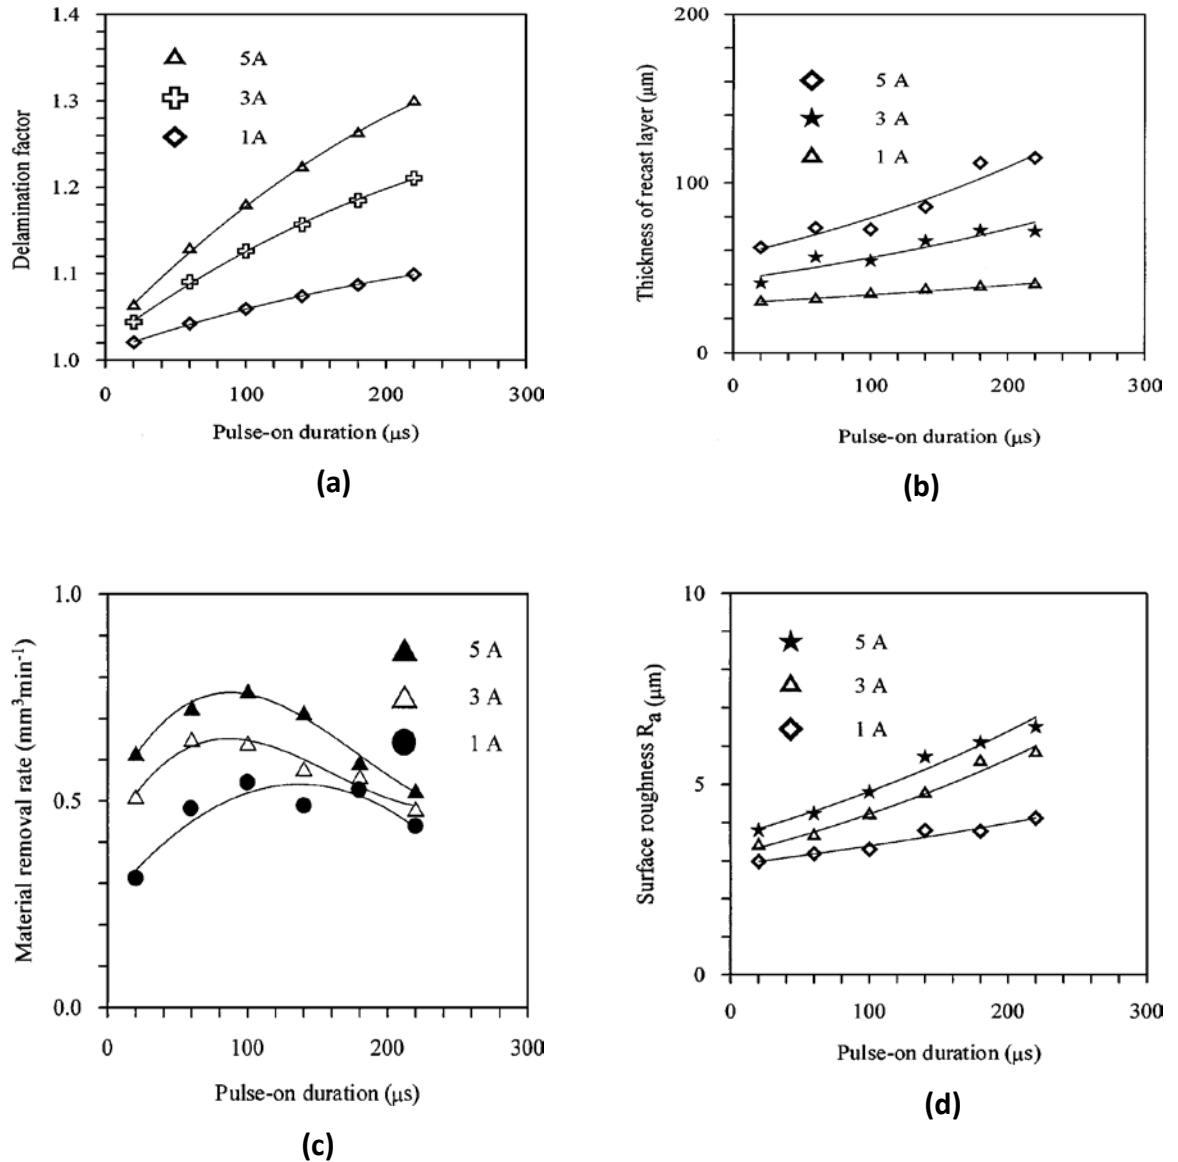 1.4
1.3
1.2
1.1
1.0
Delamination factor
5A
3A
1A
0
100
200
300
Pulse-on duration (μs)
(a)
200
100
0
Thickness of recast layer (μm)
5 A
3 A
1 A
0
100
200
300
Pulse-on duration (μs)
(b)
1.0
0.5
0.0
Material removal rate (mm³min⁻¹)
5 A
3 A
1 A
0
100
200
300
Pulse-on duration (μs)
(c)
10
5
0
Surface roughness Rₐ (μm)
5 A
3 A
1 A
0
100
200
300
Pulse-on duration (μs)
(d)